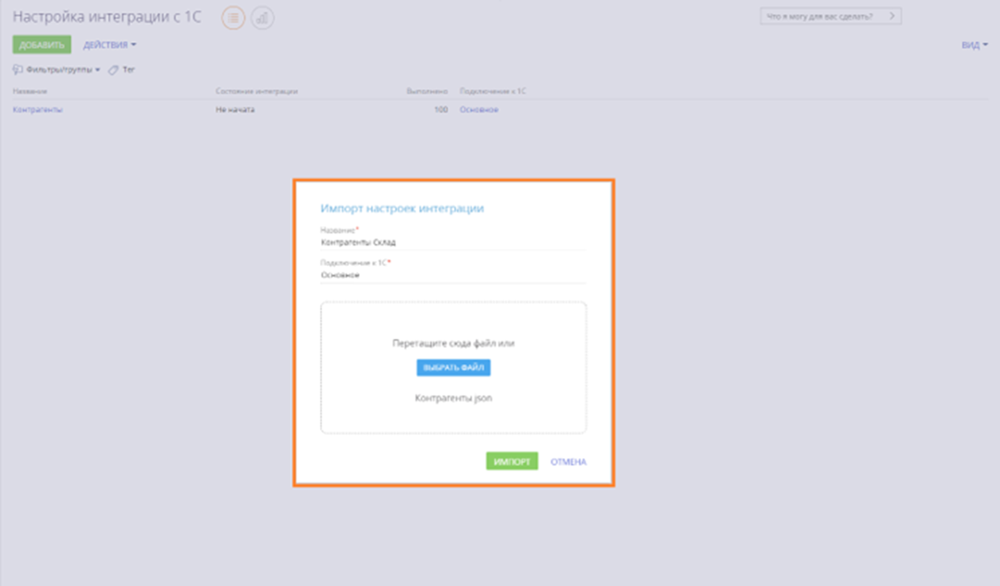 Настройка интеграции с 1С
Что я могу для вас сделать?
ДОБАВИТЬ ДЕЙСТВИЯ ВИД
Фильтры/группы Тег
Название Состояние интеграции Выполнено Подключение к 1С
Контрагенты Не начата 100 Основное
Импорт настроек интеграции
Название*
Контрагенты Склад
Подключение к 1С*
Основное
Перетащите сюда файл или
ВЫБРАТЬ ФАЙЛ
Контрагенты json
ИМПОРТ ОТМЕНА